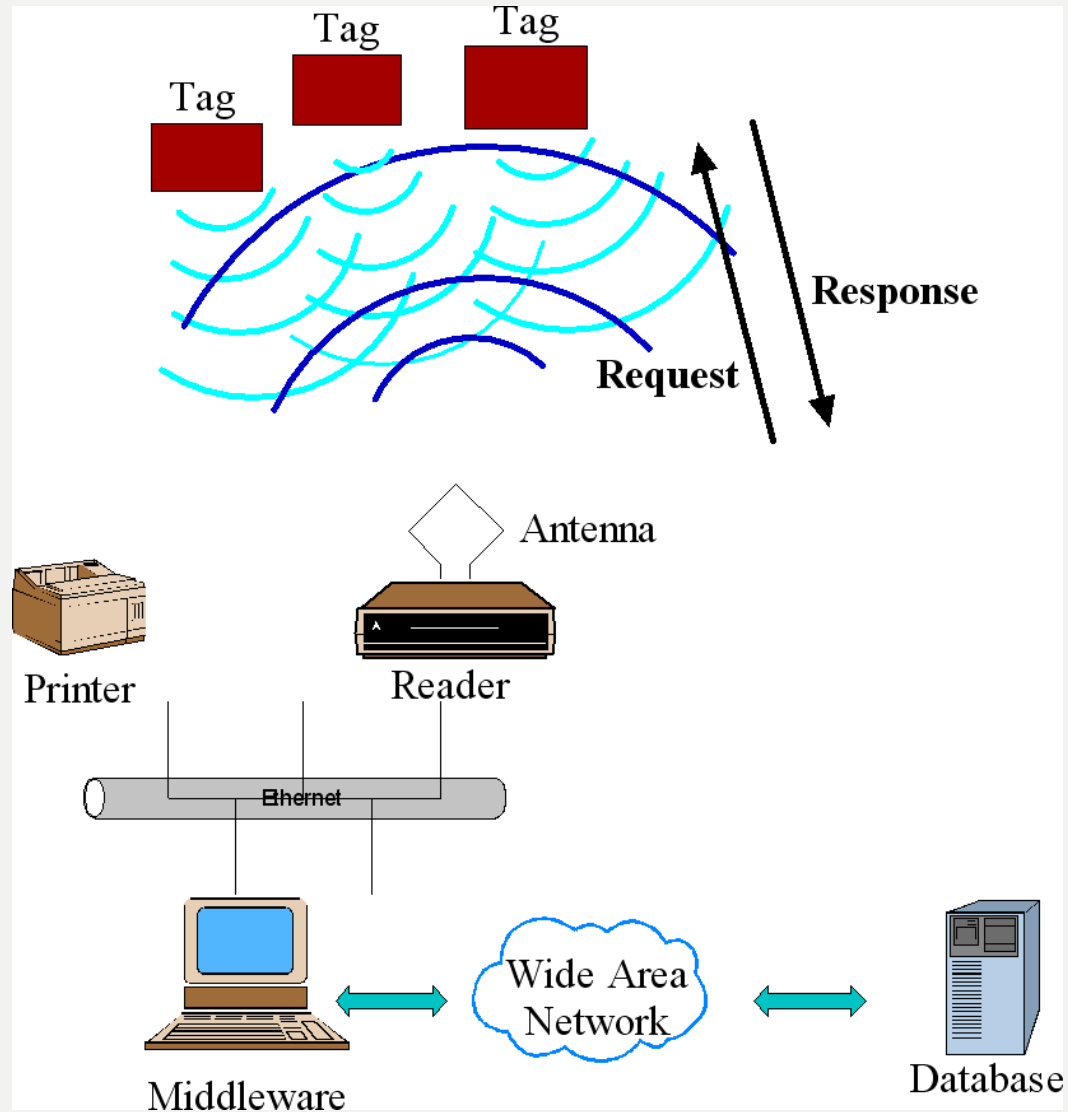 Tag
Tag
Tag
Response
Request
Antenna
Printer
Reader
Ethernet
Wide Area
Network
Middleware
Database